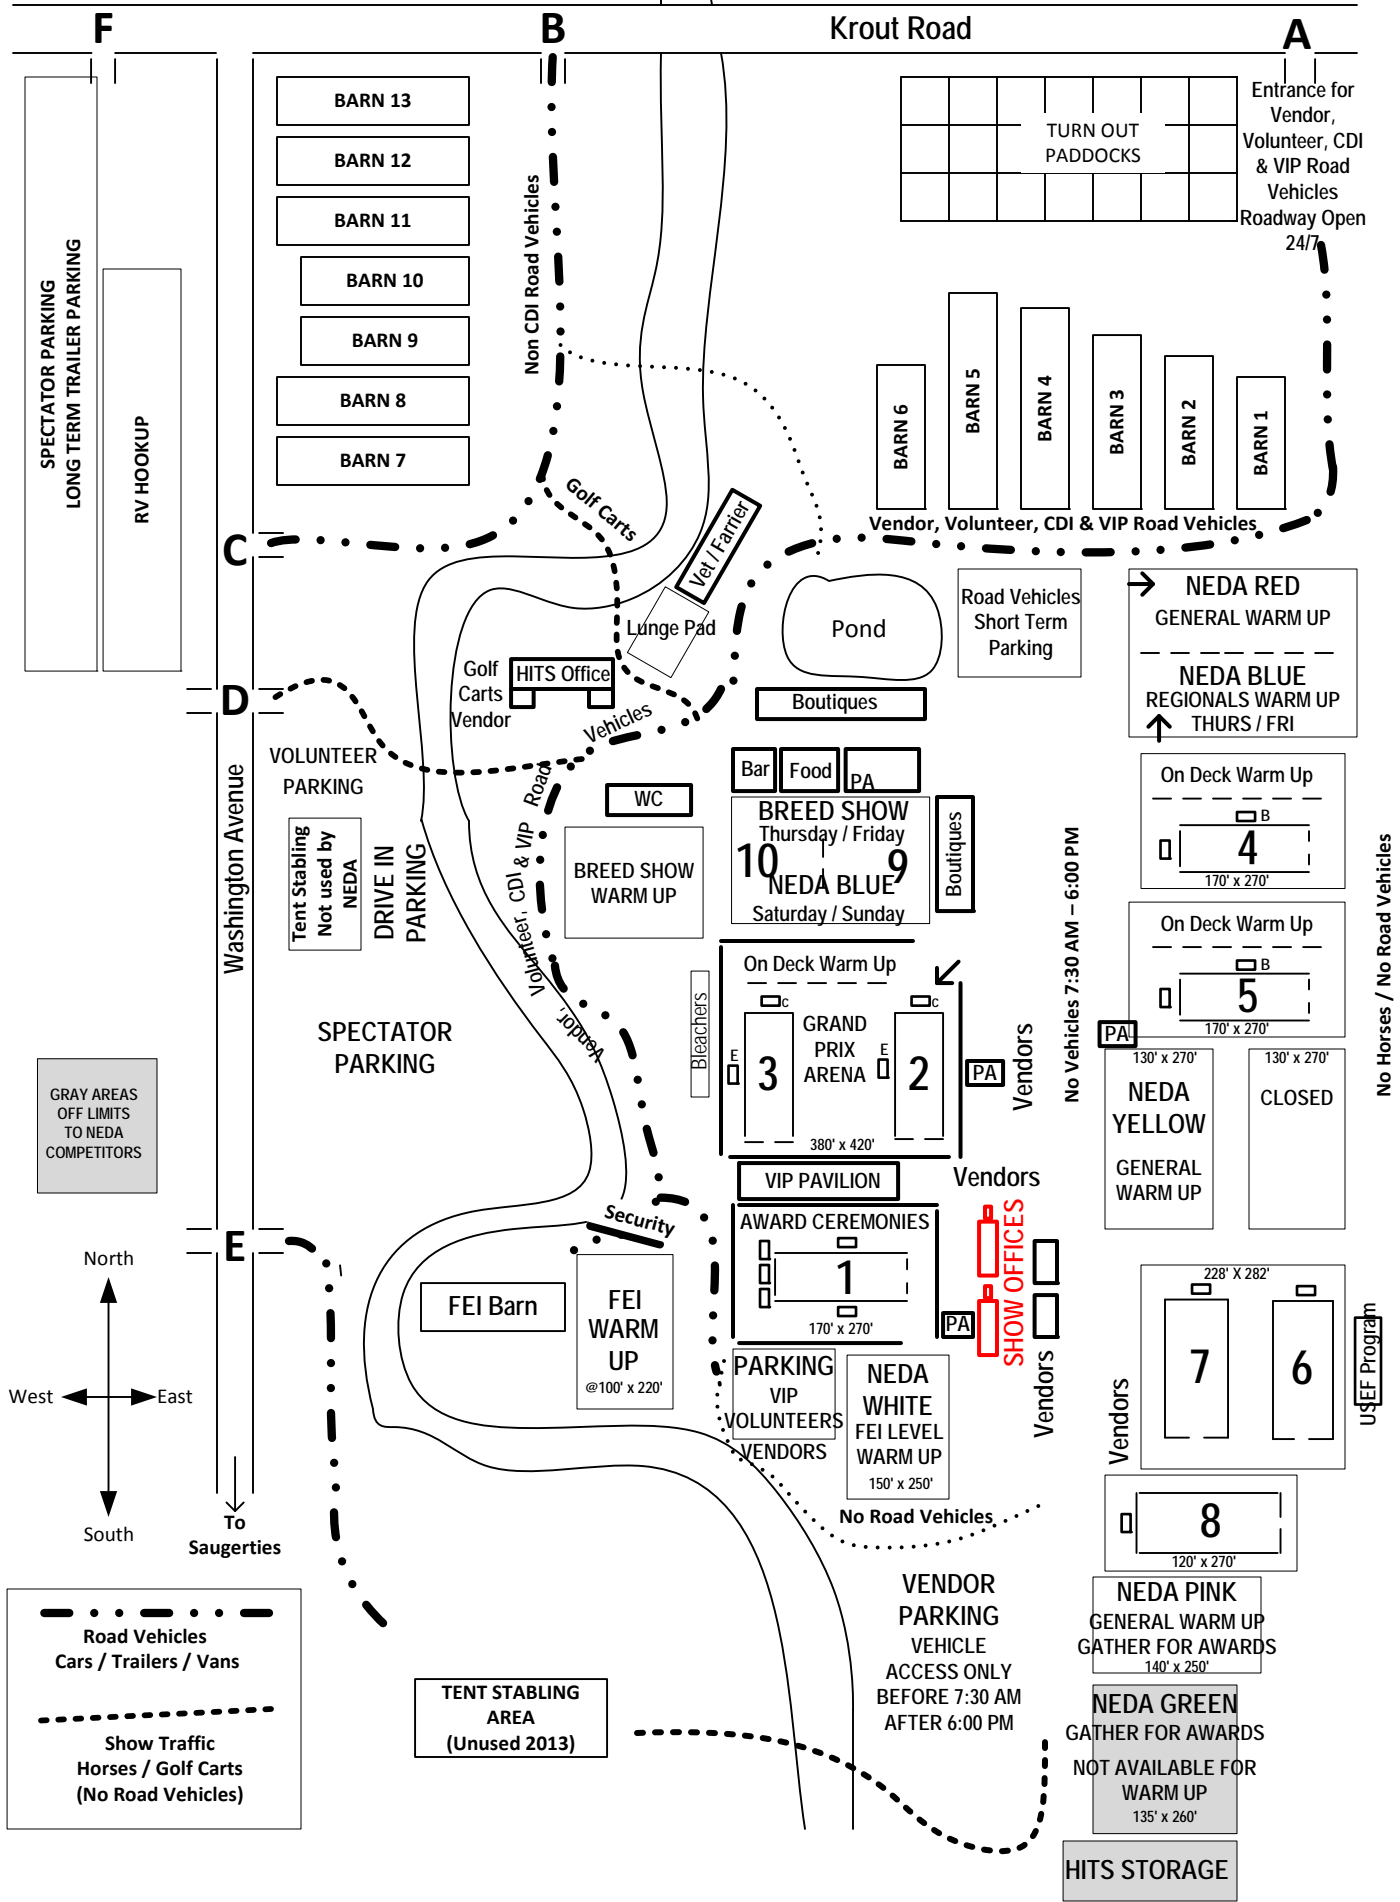 F
B
Krout Road
A
BARN 13
BARN 12
BARN 11
BARN 10
BARN 9
BARN 8
BARN 7
SPECTATOR PARKING
LONG TERM TRAILER PARKING
RV HOOKUP
Non CDI Road Vehicles
TURN OUT
PADDOCKS
Entrance for
Vendor,
Volunteer, CDI
& VIP Road
Vehicles
Roadway Open
24/7
BARN 6
BARN 5
BARN 4
BARN 3
BARN 2
BARN 1
Vendor, Volunteer, CDI & VIP Road Vehicles
C
Golf Carts
Vet / Farrier
Lunge Pad
Pond
Road Vehicles
Short Term
Parking
NEDA RED
GENERAL WARM UP
NEDA BLUE
REGIONALS WARM UP
THURS / FRI
D
Golf
Carts
Vendor
HITS Office
Boutiques
Vendor, Volunteer, CDI & VIP Road Vehicles
VOLUNTEER
PARKING
WC
Bar
Food
PA
BREED SHOW
Thursday / Friday
10
9
NEDA BLUE
Saturday / Sunday
Boutiques
BREED SHOW
WARM UP
Tent Stabling
Not used by
NEDA
DRIVE IN
PARKING
Washington Avenue
No Vehicles 7:30 AM – 6:00 PM
On Deck Warm Up
B
4
170' x 270'
On Deck Warm Up
B
5
170' x 270'
No Horses / No Road Vehicles
SPECTATOR
PARKING
Bleachers
On Deck Warm Up
C
C
E
3
GRAND
PRIX
ARENA
E
2
380' x 420'
PA
Vendors
PA
130' x 270'
NEDA
YELLOW
GENERAL
WARM UP
130' x 270'
CLOSED
GRAY AREAS
OFF LIMITS
TO NEDA
COMPETITORS
VIP PAVILION
Vendors
Security
AWARD CEREMONIES
1
170' x 270'
PA
SHOW OFFICES
Vendors
E
North
West
East
South
FEI Barn
FEI
WARM
UP
@100' x 220'
228' X 282'
7
6
USEF Program
Vendors
PARKING
VIP
VOLUNTEERS
VENDORS
NEDA
WHITE
FEI LEVEL
WARM UP
150' x 250'
No Road Vehicles
8
120' x 270'
To
Saugerties
VENDOR
PARKING
VEHICLE
ACCESS ONLY
BEFORE 7:30 AM
AFTER 6:00 PM
NEDA PINK
GENERAL WARM UP
GATHER FOR AWARDS
140' x 250'
Road Vehicles
Cars / Trailers / Vans
Show Traffic
Horses / Golf Carts
(No Road Vehicles)
TENT STABLING
AREA
(Unused 2013)
NEDA GREEN
GATHER FOR AWARDS
NOT AVAILABLE FOR
WARM UP
135' x 260'
HITS STORAGE